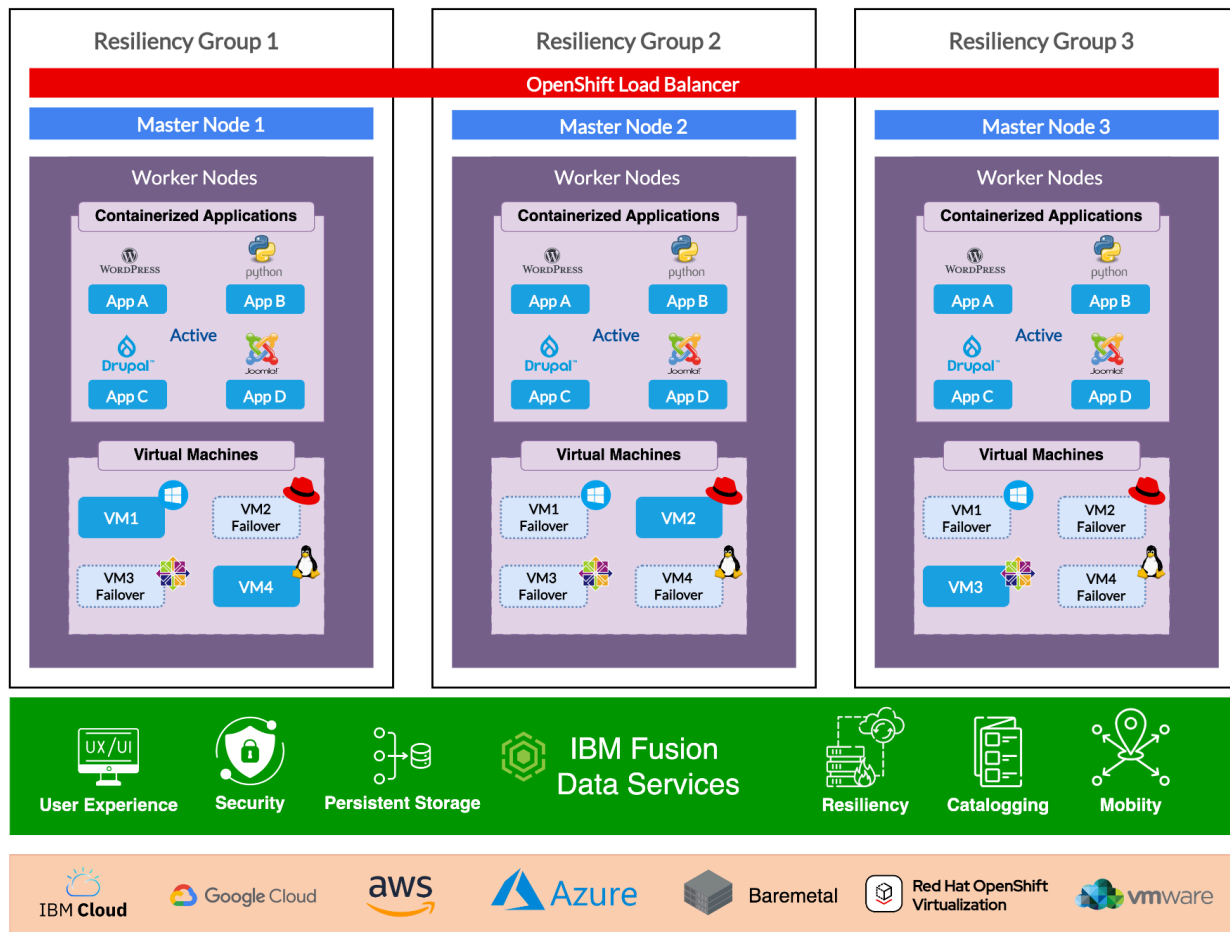 Resiliency Group 1
Resiliency Group 2
Resiliency Group 3
OpenShift Load Balancer
Master Node 1
Master Node 2
Master Node 3
Worker Nodes
Containerized Applications
WORDPRESS
python
App A
App B
Active
Drupal™
Joomla!
App C
App D
Virtual Machines
VM1
VM2
Failover
VM3
Failover
VM4
Worker Nodes
Containerized Applications
WORDPRESS
python
App A
App B
Active
Drupal™
Joomla!
App C
App D
Virtual Machines
VM1
Failover
VM2
VM3
Failover
VM4
Failover
Worker Nodes
Containerized Applications
WORDPRESS
python
App A
App B
Active
Drupal™
Joomla!
App C
App D
Virtual Machines
VM1
Failover
VM2
Failover
VM3
VM4
Failover
UX/UI
User Experience
Security
Persistent Storage
IBM Fusion
Data Services
Resiliency
Catalogging
Mobiity
IBM Cloud
Google Cloud
aws
Azure
Baremetal
Red Hat OpenShift
Virtualization
vmware